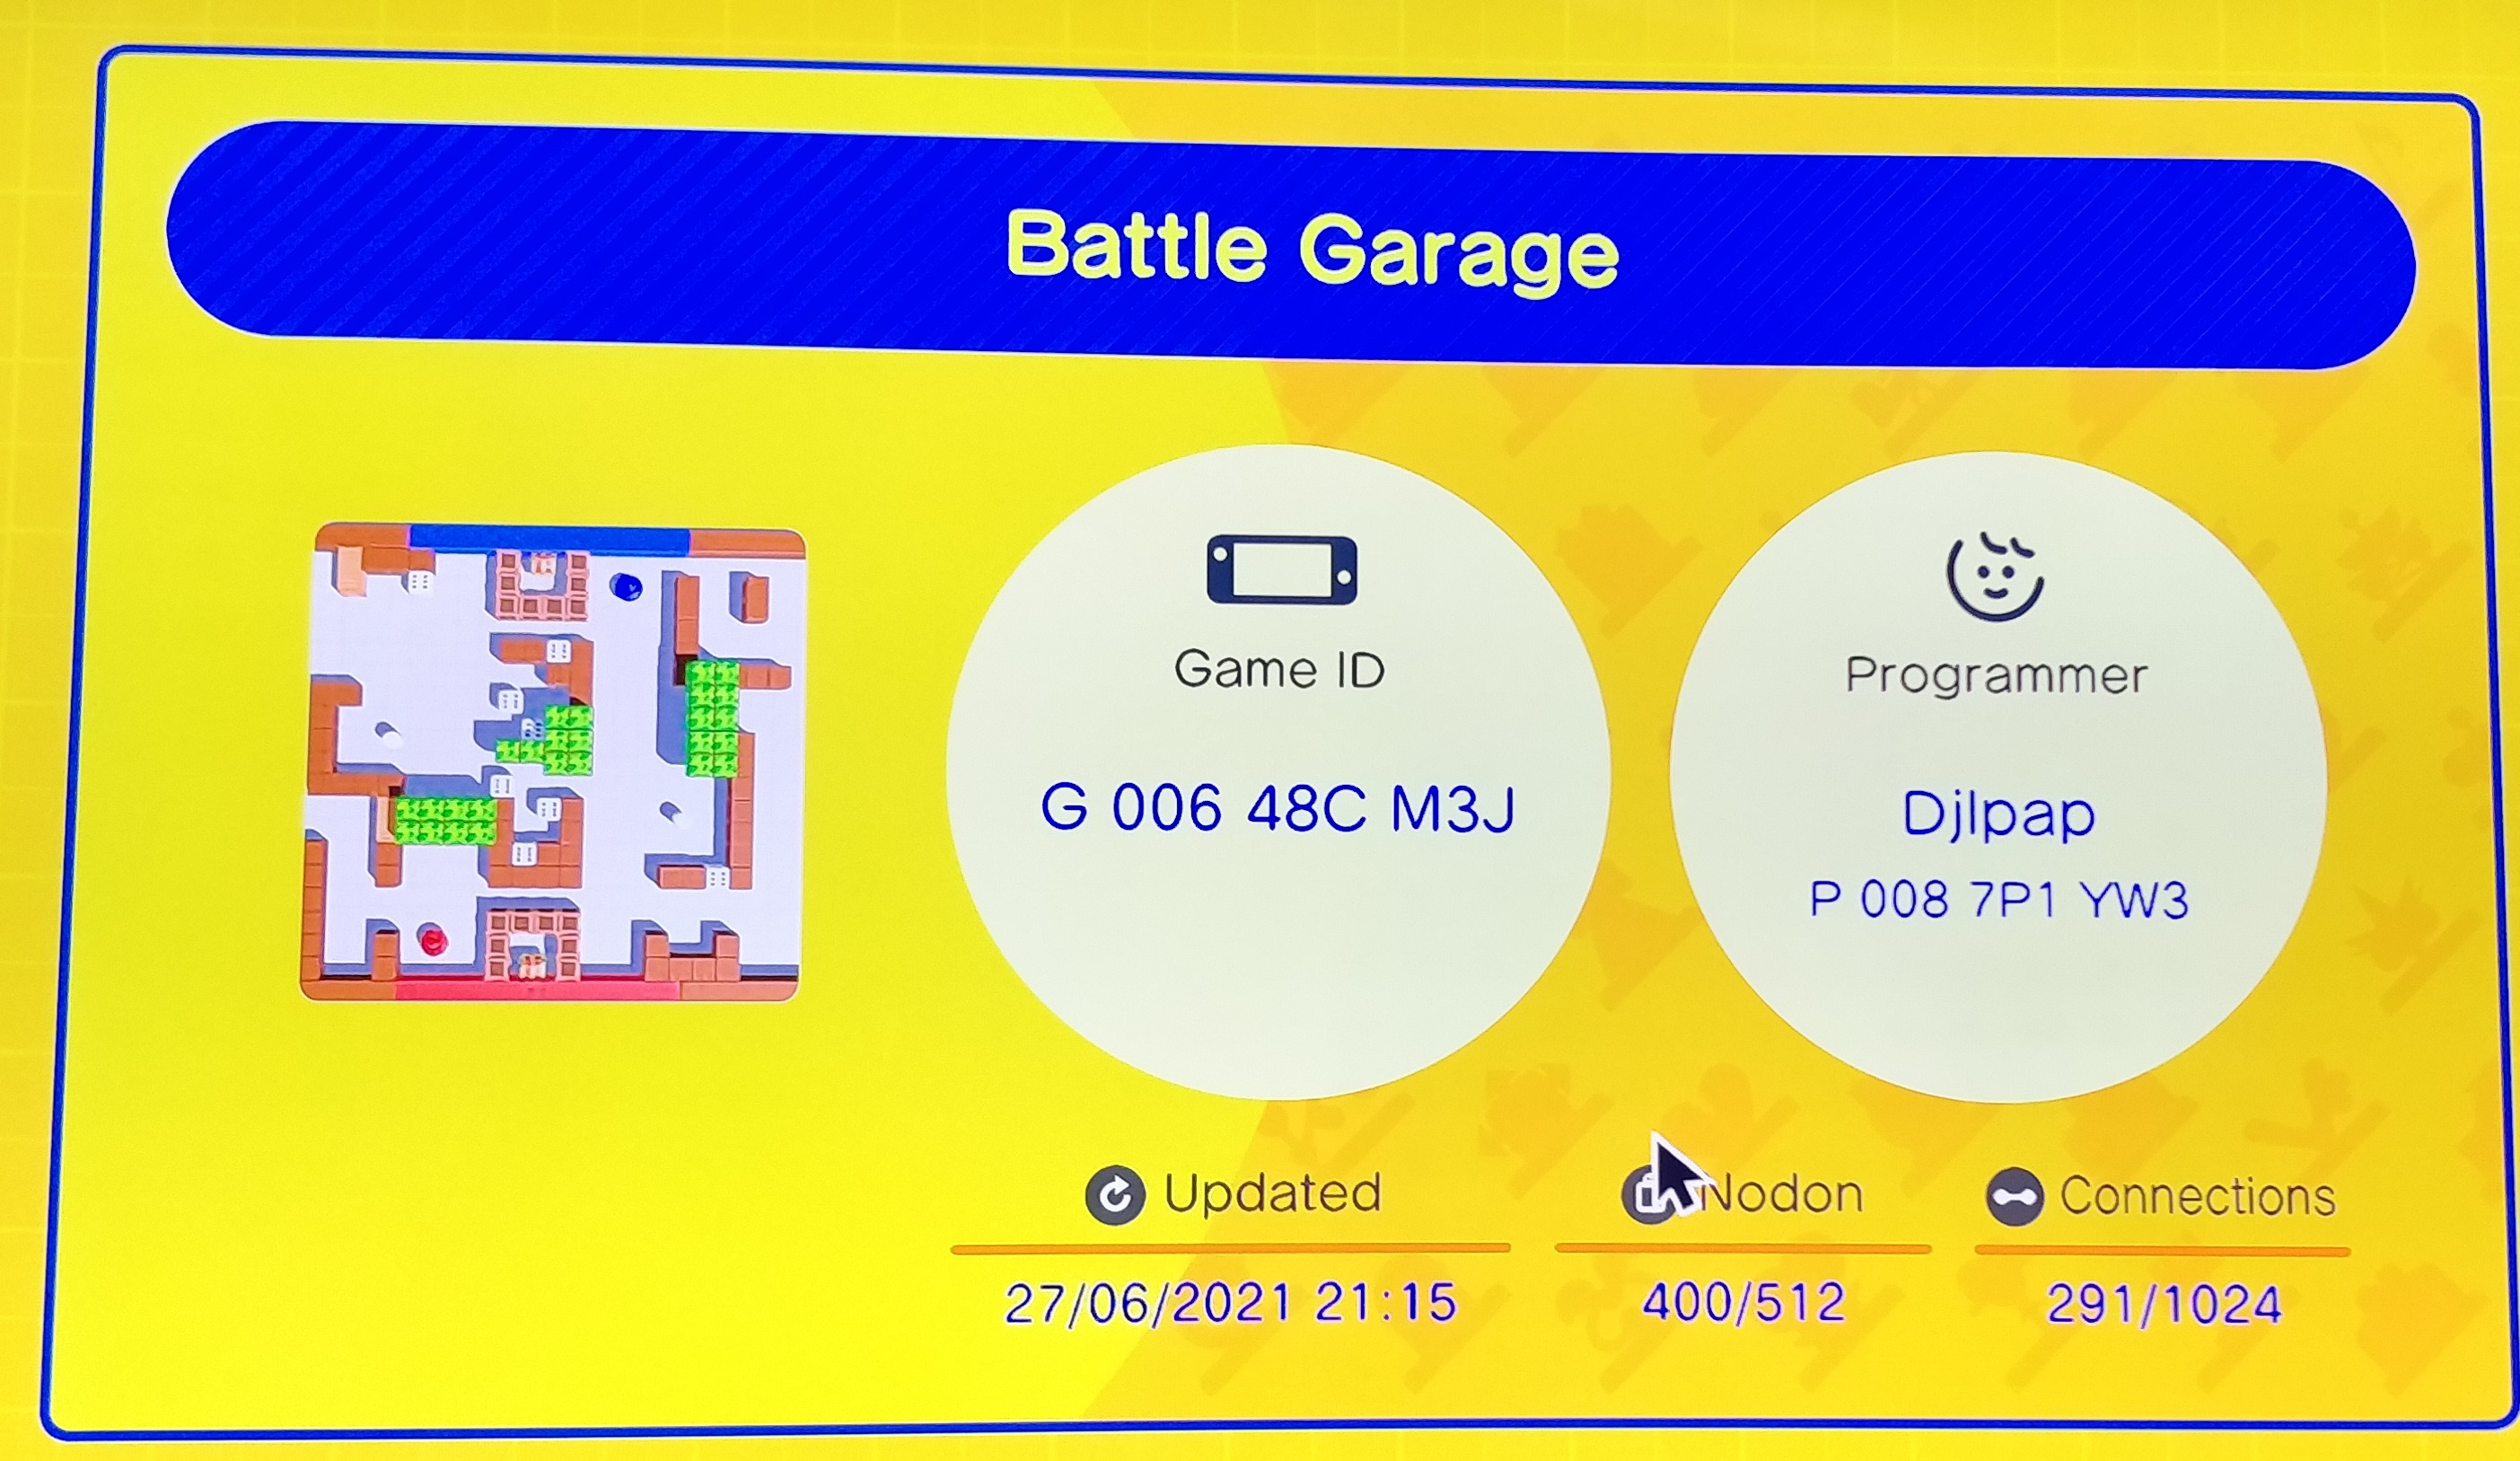 Battle Garage
Game ID
G 006 48C M3J
Programmer
Djlpap
P 008 7P1 YW3
Updated
Nodon
Connections
27/06/2021 21:15
400/512
291/1024